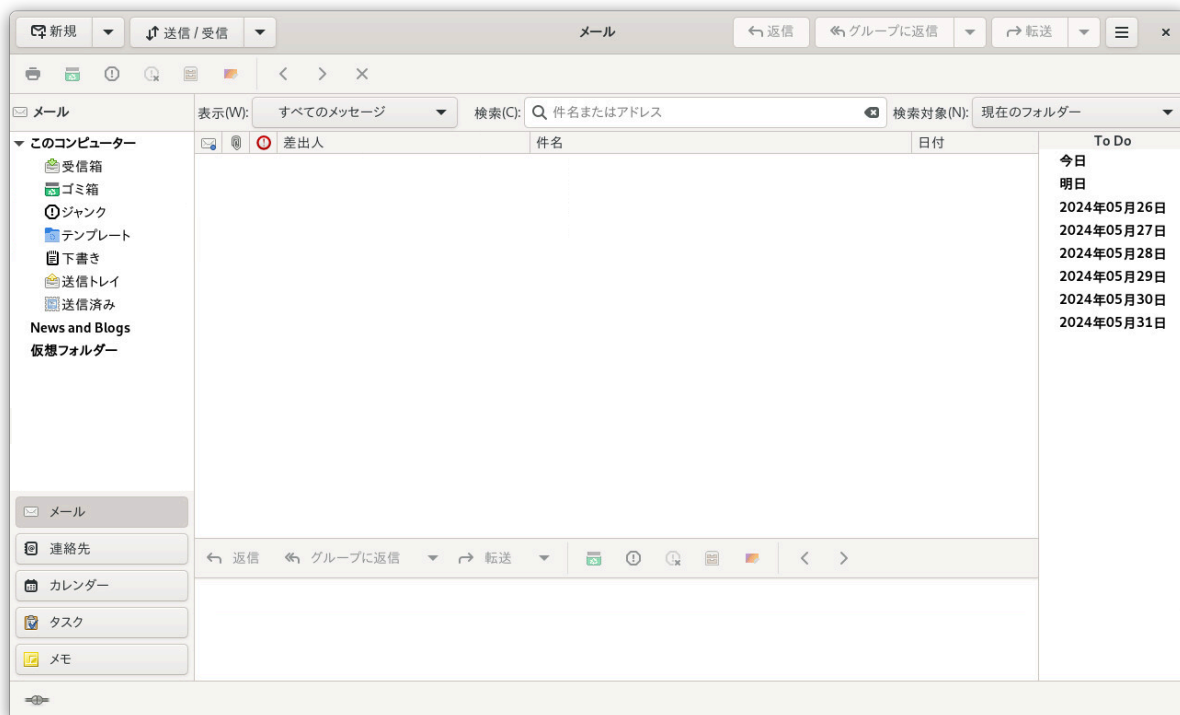 新規 送信 / 受信 メール 返信 グループに返信 転送
メール 表示(W): すべてのメッセージ 検索(C): 件名またはアドレス 検索対象(N): 現在のフォルダー
このコンピューター 差出人 件名 日付 To Do
受信箱
ゴミ箱
ジャンク
テンプレート
下書き
送信トレイ
送信済み
News and Blogs
仮想フォルダー
今日
明日
2024年05月26日
2024年05月27日
2024年05月28日
2024年05月29日
2024年05月30日
2024年05月31日
メール
連絡先
カレンダー
タスク
メモ
返信 グループに返信 転送